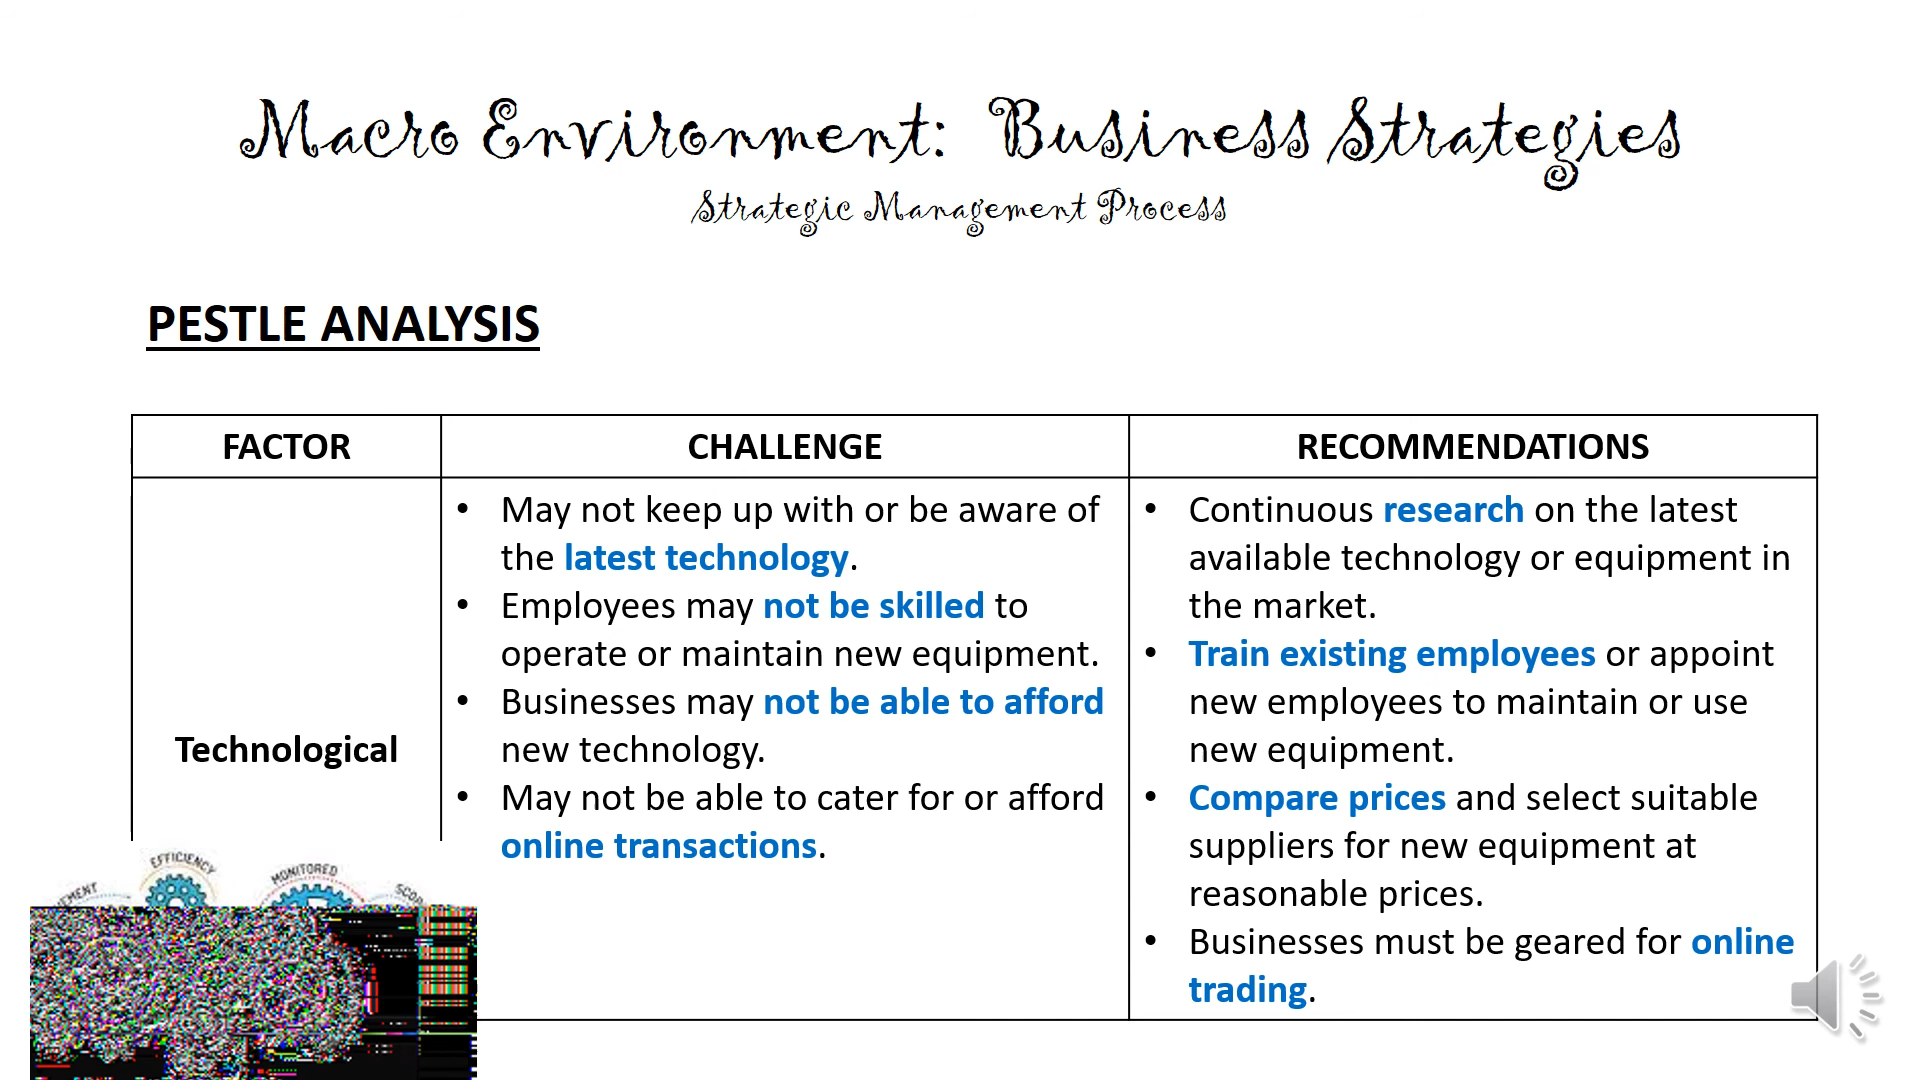 Macro Environment: Business Strategies
Strategic Management Process
PESTLE ANALYSIS
FACTOR
CHALLENGE
RECOMMENDATIONS
Technological
• May not keep up with or be aware of
the latest technology.
• Employees may not be skilled to
operate or maintain new equipment.
• Businesses may not be able to afford
new technology.
• May not be able to cater for or afford
online transactions.
• Continuous research on the latest
available technology or equipment in
the market.
• Train existing employees or appoint
new employees to maintain or use
new equipment.
• Compare prices and select suitable
suppliers for new equipment at
reasonable prices.
• Businesses must be geared for online
trading.
EFFICIENCY
MONITORED